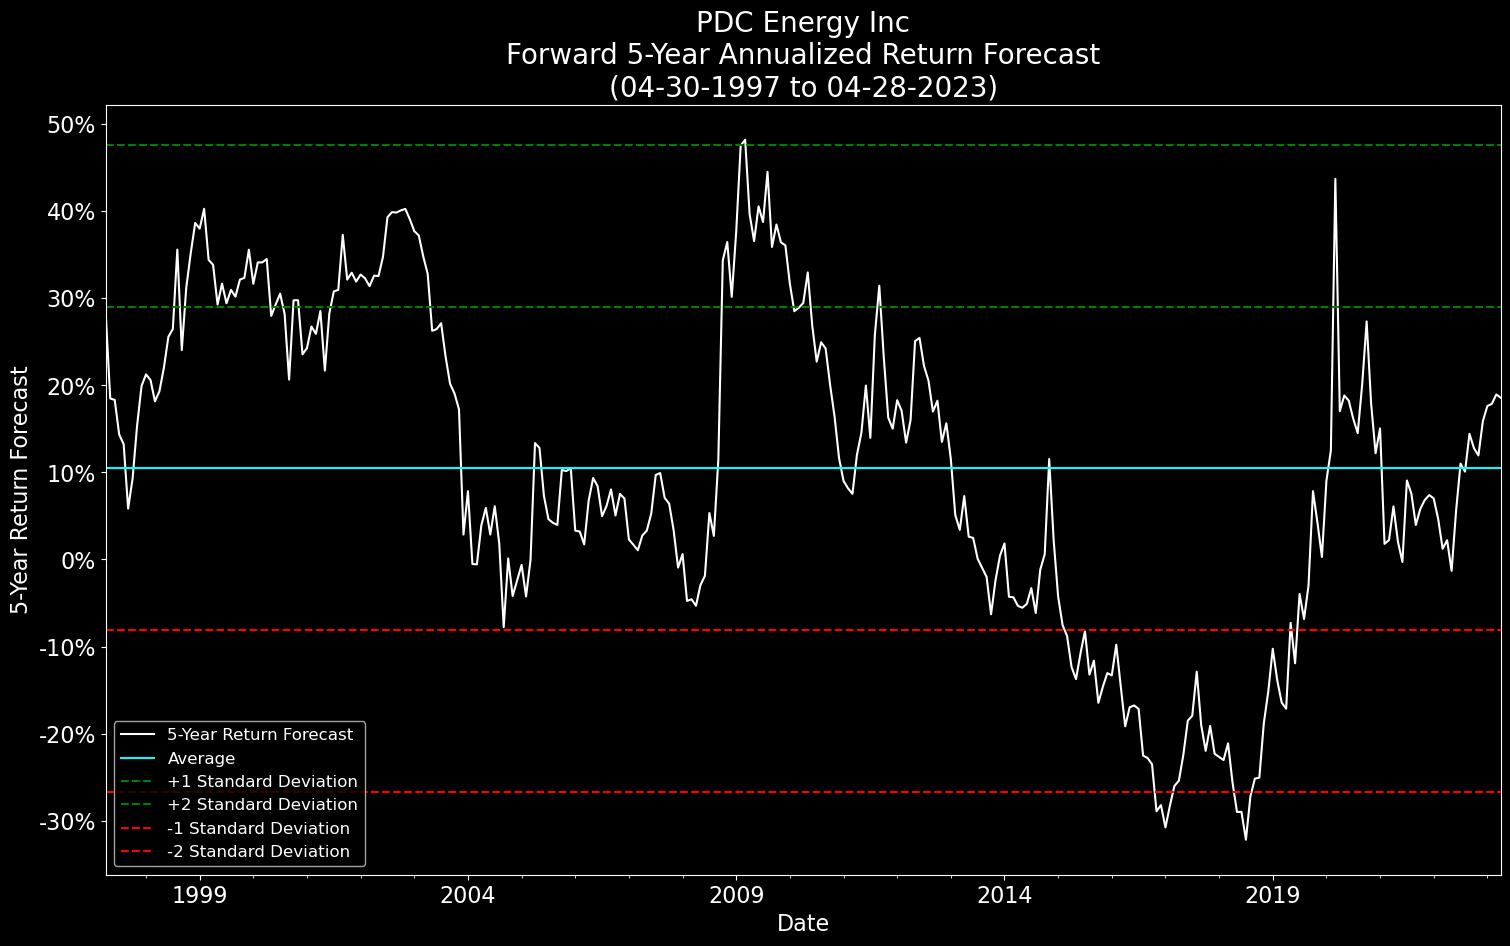 PDC Energy Inc
Forward 5-Year Annualized Return Forecast
(04-30-1997 to 04-28-2023)
50%
40%
30%
20%
10%
0%
-10%
-20%
-30%
5-Year Return Forecast
5-Year Return Forecast
Average
+1 Standard Deviation
+2 Standard Deviation
-1 Standard Deviation
-2 Standard Deviation
1999
2004
2009
2014
2019
Date